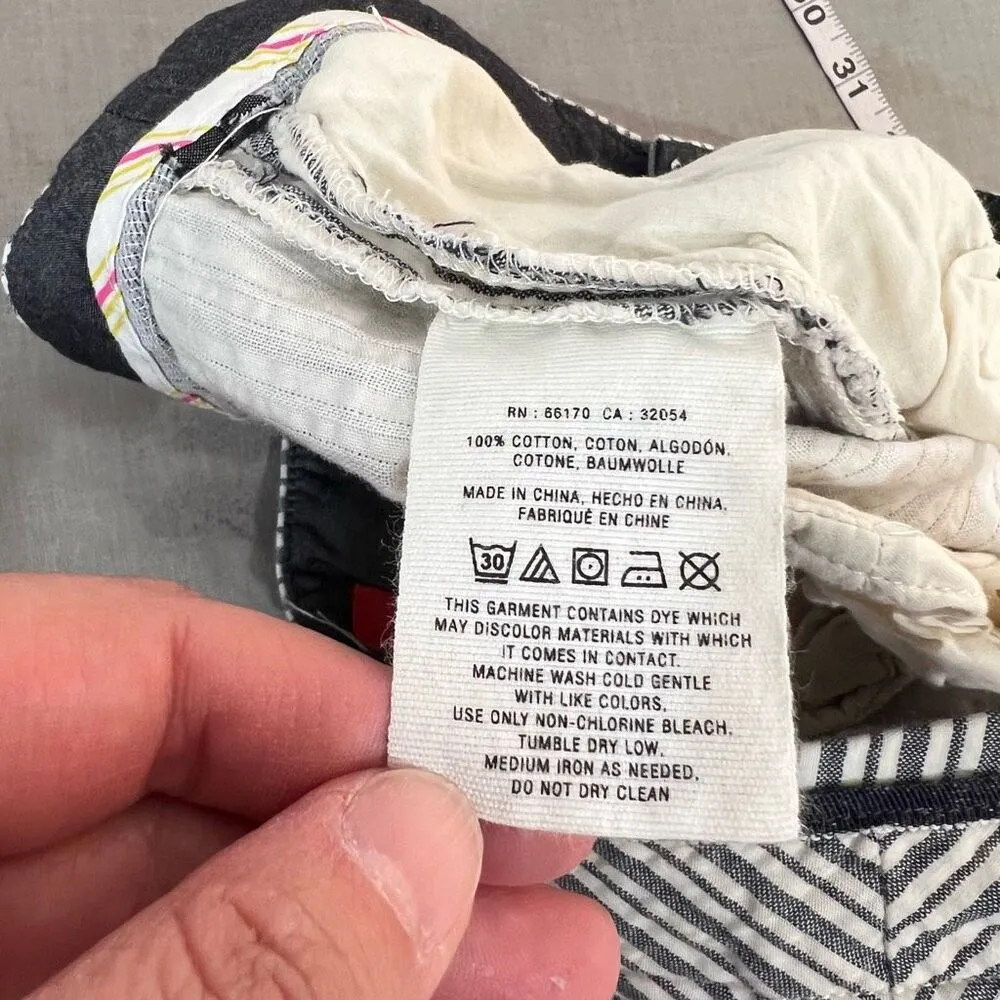 31
RN : 66170 CA : 32054
100% COTTON, COTON, ALGODÓN,
COTONE, BAUMWOLLE
MADE IN CHINA, HECHO EN CHINA,
FABRIQUÉ EN CHINE
30
THIS GARMENT CONTAINS DYE WHICH
MAY DISCOLOR MATERIALS WITH WHICH
IT COMES IN CONTACT.
MACHINE WASH COLD GENTLE
WITH LIKE COLORS,
USE ONLY NON-CHLORINE BLEACH,
TUMBLE DRY LOW,
MEDIUM IRON AS NEEDED,
DO NOT DRY CLEAN